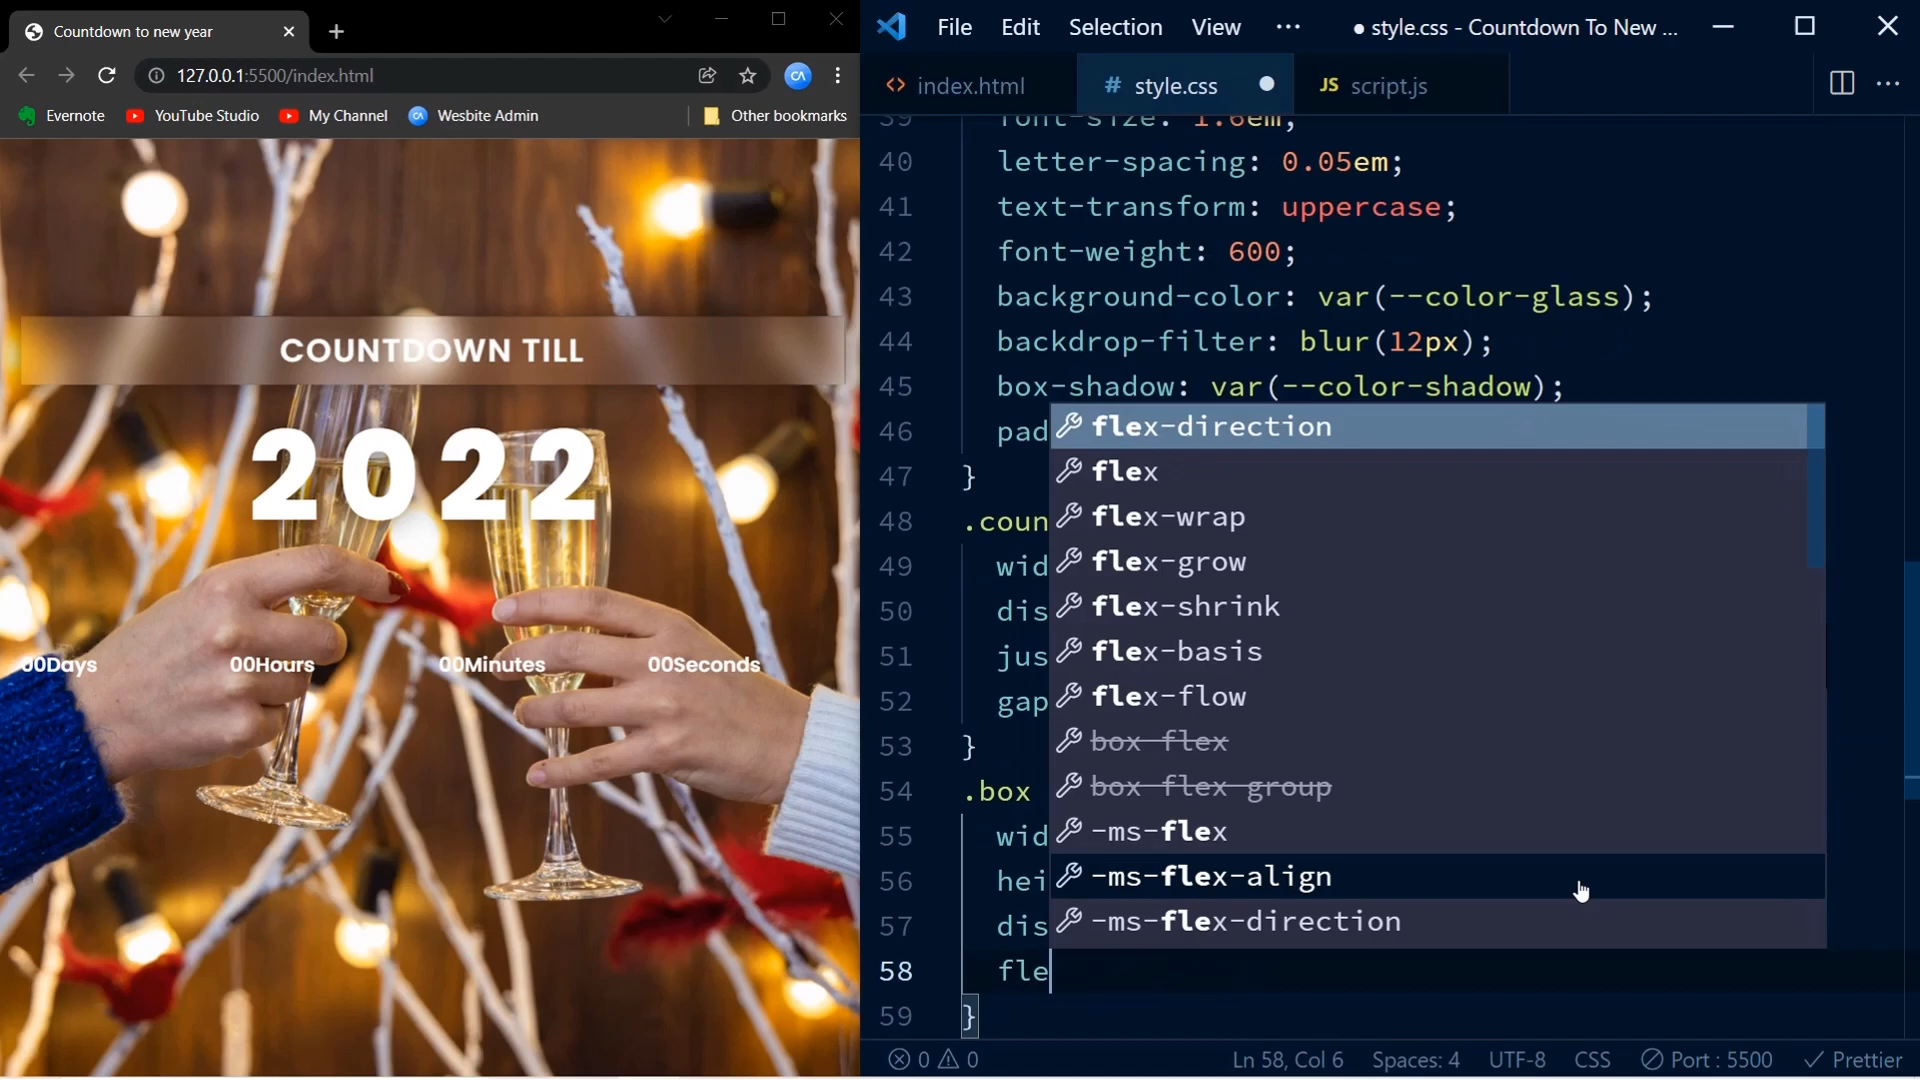 Countdown to new year
127.0.0.1:5500/index.html
CA
Evernote
YouTube Studio
My Channel
CA
Wesbite Admin
Other bookmarks
COUNTDOWN TILL
2022
00Days
00Hours
00Minutes
00Seconds
File Edit Selection View ···
● style.css - Countdown To New ...
<> index.html
# style.css
JS script.js
39 font-size: 1.6em;
40 letter-spacing: 0.05em;
41 text-transform: uppercase;
42 font-weight: 600;
43 background-color: var(--color-glass);
44 backdrop-filter: blur(12px);
45 box-shadow: var(--color-shadow);
46 pad
47 }
48 .coun
49 wid
50 dis
51 jus
52 gap
53 }
54 .box
55 wid
56 hei
57 dis
58 fle
59 }
flex-direction
flex
flex-wrap
flex-grow
flex-shrink
flex-basis
flex-flow
box-flex
box-flex-group
-ms-flex
-ms-flex-align
-ms-flex-direction
0 0
Ln 58, Col 6
Spaces: 4
UTF-8
CSS
Port : 5500
Prettier